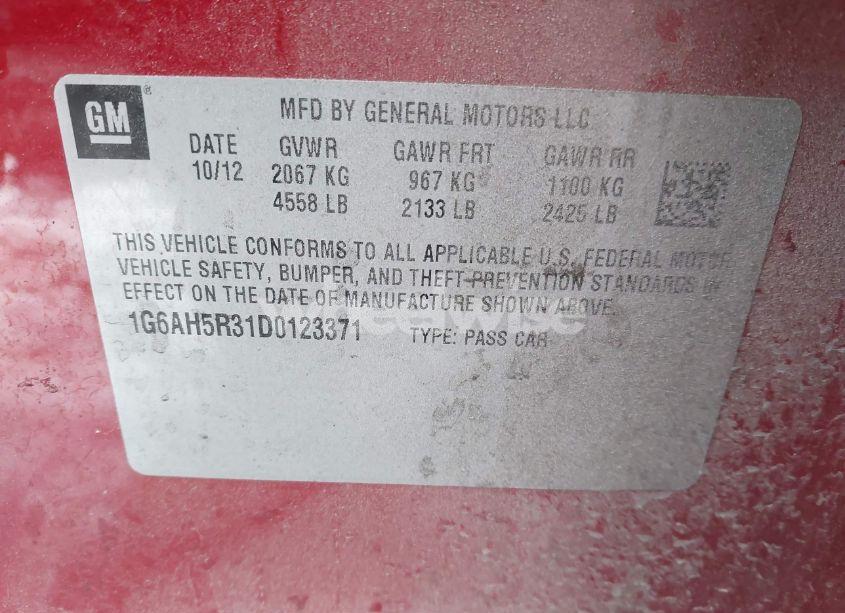 GM
MFD BY GENERAL MOTORS LLC
DATE GVWR GAWR FRT GAWR RR
10/12 2067 KG 967 KG 1100 KG
4558 LB 2133 LB 2425 LB
THIS VEHICLE CONFORMS TO ALL APPLICABLE U.S. FEDERAL MOTOR
VEHICLE SAFETY, BUMPER, AND THEFT PREVENTION STANDARDS IN
EFFECT ON THE DATE OF MANUFACTURE SHOWN ABOVE.
1G6AH5R31D0123371 TYPE: PASS CAR